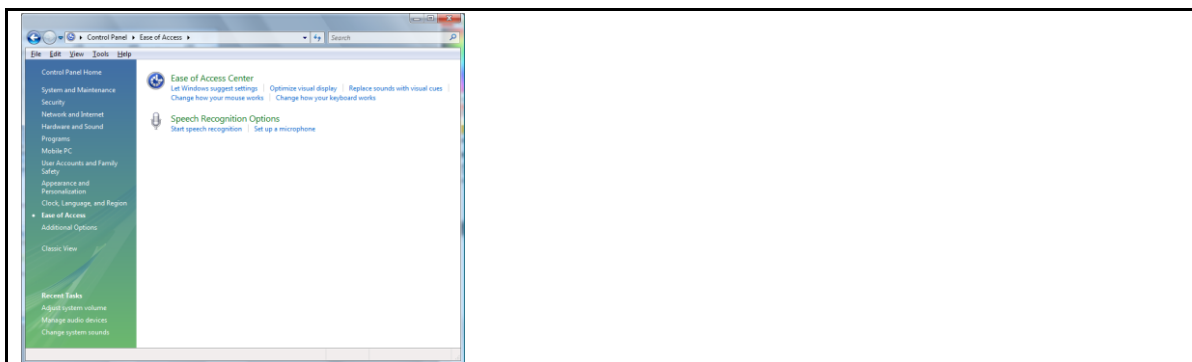 Control Panel Ease of Access
Search
File Edit View Tools Help
Control Panel Home
System and Maintenance
Security
Network and Internet
Hardware and Sound
Programs
Mobile PC
User Accounts and Family
Safety
Appearance and
Personalization
Clock, Language, and Region
Ease of Access
Additional Options
Classic View
Recent Tasks
Adjust system volume
Manage audio devices
Change system sounds
Ease of Access Center
Let Windows suggest settings Optimize visual display Replace sounds with visual cues
Change how your mouse works Change how your keyboard works
Speech Recognition Options
Start speech recognition Set up a microphone